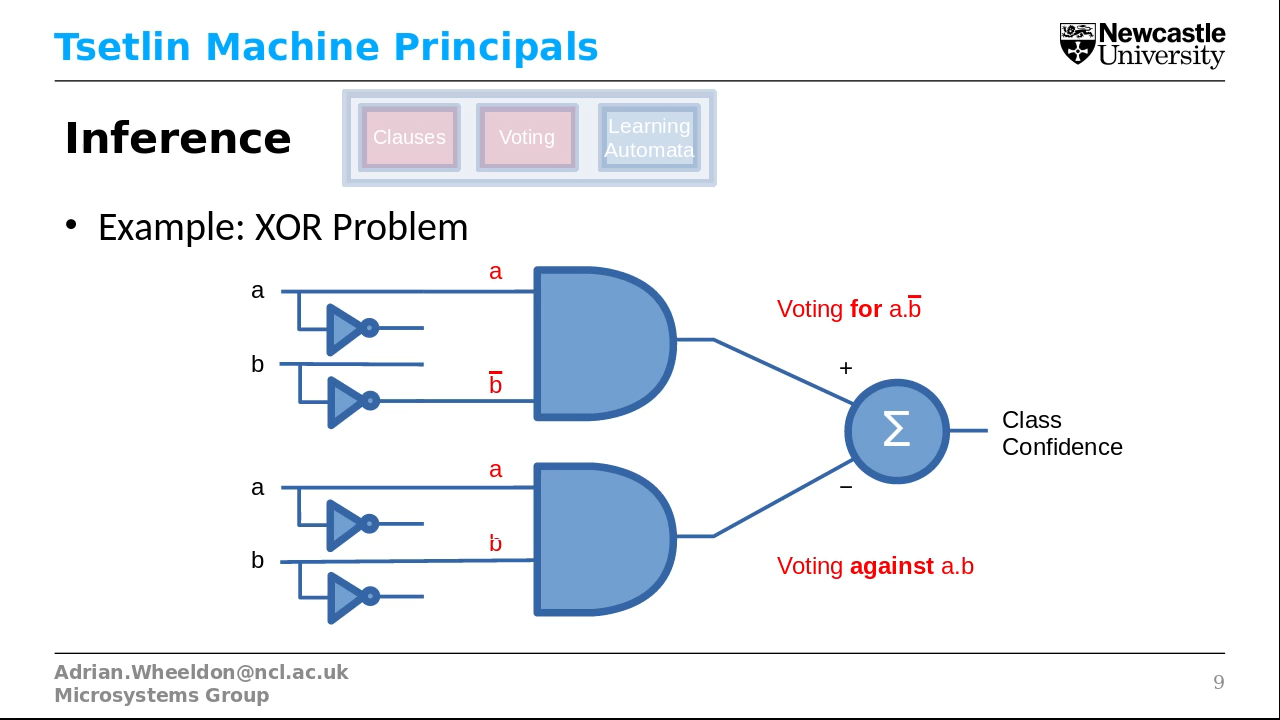 Tsetlin Machine Principals
Newcastle
University
Inference
Clauses
Voting
Learning
Automata
• Example: XOR Problem
a
a
Voting for a.b̅
b
b̅
+
Σ
Class
Confidence
a
a
−
b
b
Voting against a.b
Adrian.Wheeldon@ncl.ac.uk
Microsystems Group
9